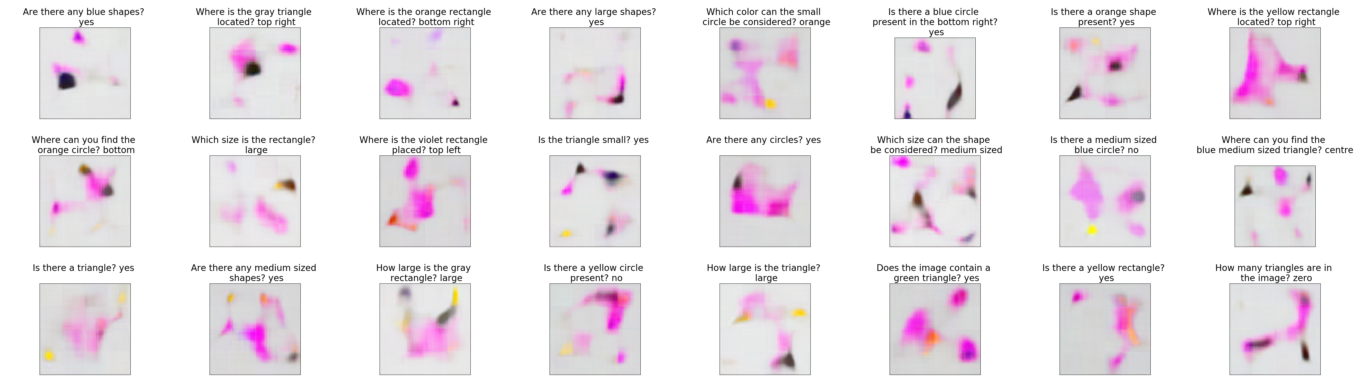 Are there any blue shapes?
yes
Where is the gray triangle
located? top right
Where is the orange rectangle
located? bottom right
Are there any large shapes?
yes
Which color can the small
circle be considered? orange
Is there a blue circle
present in the bottom right?
yes
Is there a orange shape
present? yes
Where is the yellow rectangle
located? top right
Where can you find the
orange circle? bottom
Which size is the rectangle?
large
Where is the violet rectangle
placed? top left
Is the triangle small? yes
Are there any circles? yes
Which size can the shape
be considered? medium sized
Is there a medium sized
blue circle? no
Where can you find the
blue medium sized triangle? centre
Is there a triangle? yes
Are there any medium sized
shapes? yes
How large is the gray
rectangle? large
Is there a yellow circle
present? no
How large is the triangle?
large
Does the image contain a
green triangle? yes
Is there a yellow rectangle?
yes
How many triangles are in
the image? zero